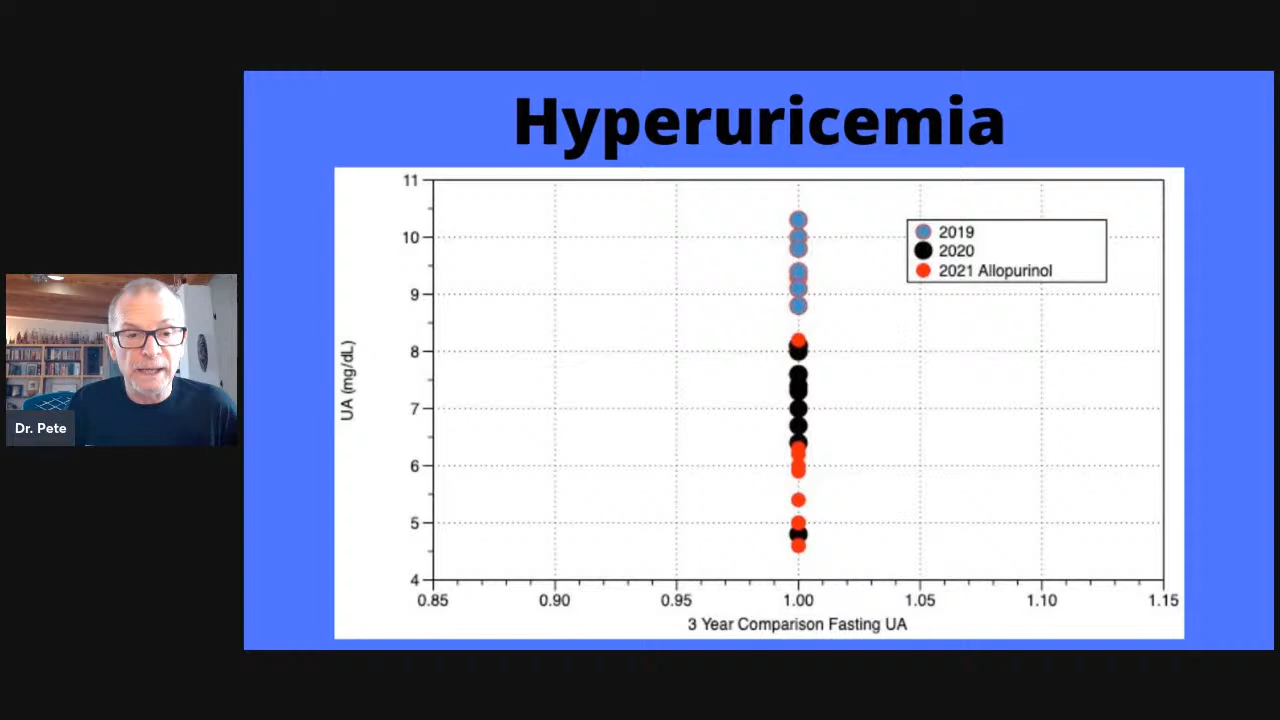 Hyperuricemia
11
10
9
8
7
6
5
4
UA (mg/dL)
2019
2020
2021 Allopurinol
0.85 0.90 0.95 1.00 1.05 1.10 1.15
3 Year Comparison Fasting UA
Dr. Pete